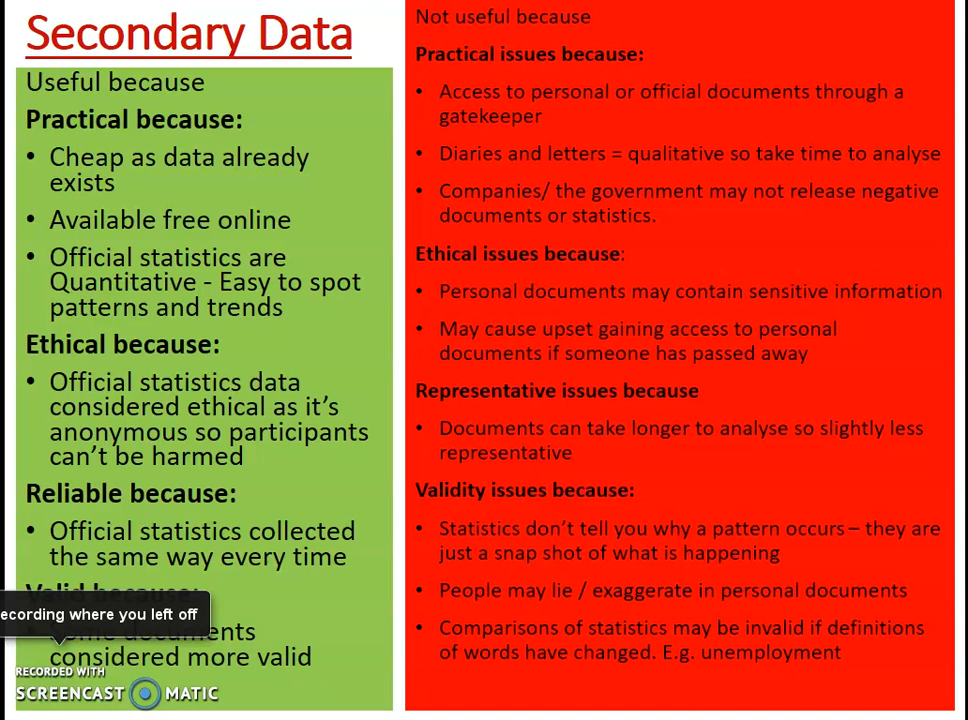 Secondary Data
Useful because
Practical because:
• Cheap as data already
exists
• Available free online
• Official statistics are
Quantitative - Easy to spot
patterns and trends
Ethical because:
• Official statistics data
considered ethical as it's
anonymous so participants
can't be harmed
Reliable because:
• Official statistics collected
the same way every time
Valid because:
ecording where you left off
documents
considered more valid
RECORDED WITH
SCREENCAST MATIC
Not useful because
Practical issues because:
• Access to personal or official documents through a
gatekeeper
• Diaries and letters = qualitative so take time to analyse
• Companies/ the government may not release negative
documents or statistics.
Ethical issues because:
• Personal documents may contain sensitive information
• May cause upset gaining access to personal
documents if someone has passed away
Representative issues because
• Documents can take longer to analyse so slightly less
representative
Validity issues because:
• Statistics don't tell you why a pattern occurs – they are
just a snap shot of what is happening
• People may lie / exaggerate in personal documents
• Comparisons of statistics may be invalid if definitions
of words have changed. E.g. unemployment